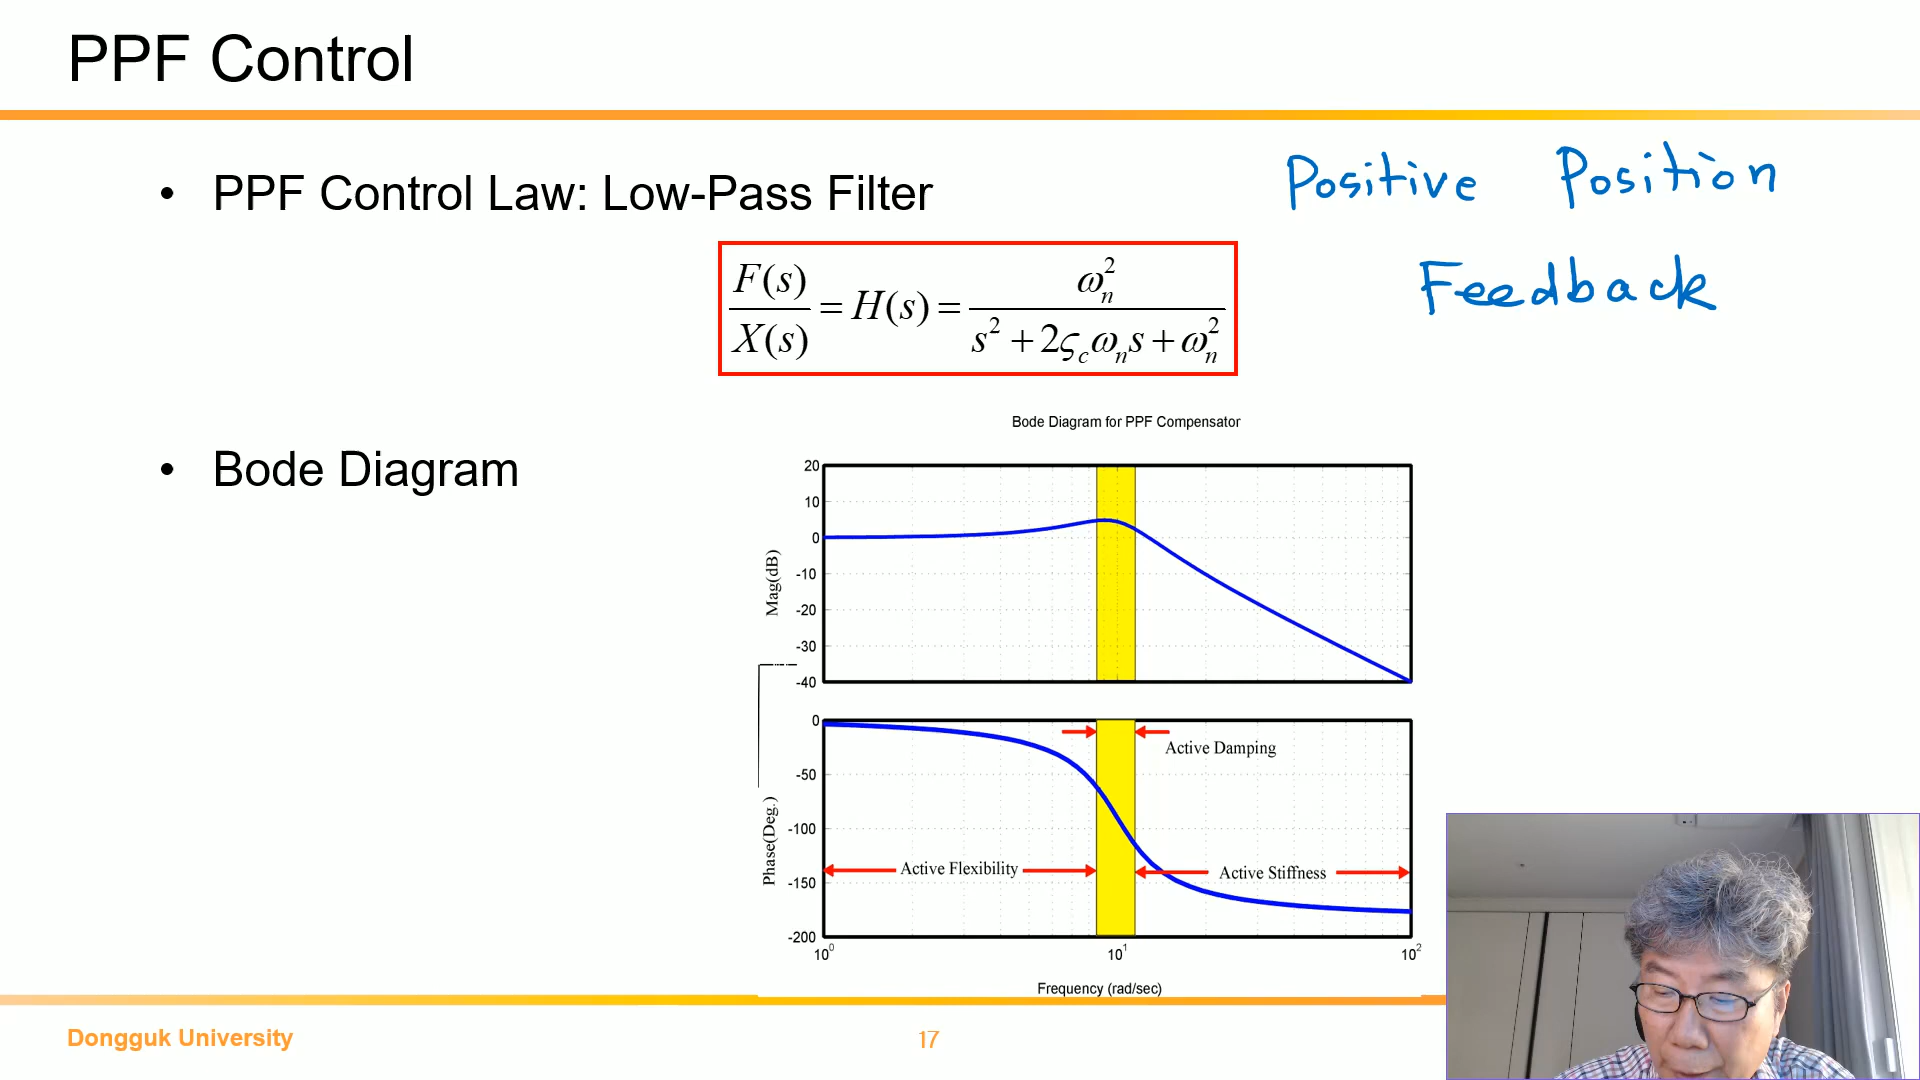 PPF Control
• PPF Control Law: Low-Pass Filter
Positive Position
Feedback
F(s)/X(s) = H(s) = ω_n^2 / (s^2 + 2ς_c ω_n s + ω_n^2)
• Bode Diagram
Bode Diagram for PPF Compensator
20
10
0
-10
-20
-30
-40
Mag(dB)
0
-50
-100
-150
-200
Phase(Deg.)
Active Damping
Active Flexibility
Active Stiffness
10^0 10^1 10^2
Frequency (rad/sec)
Dongguk University
17